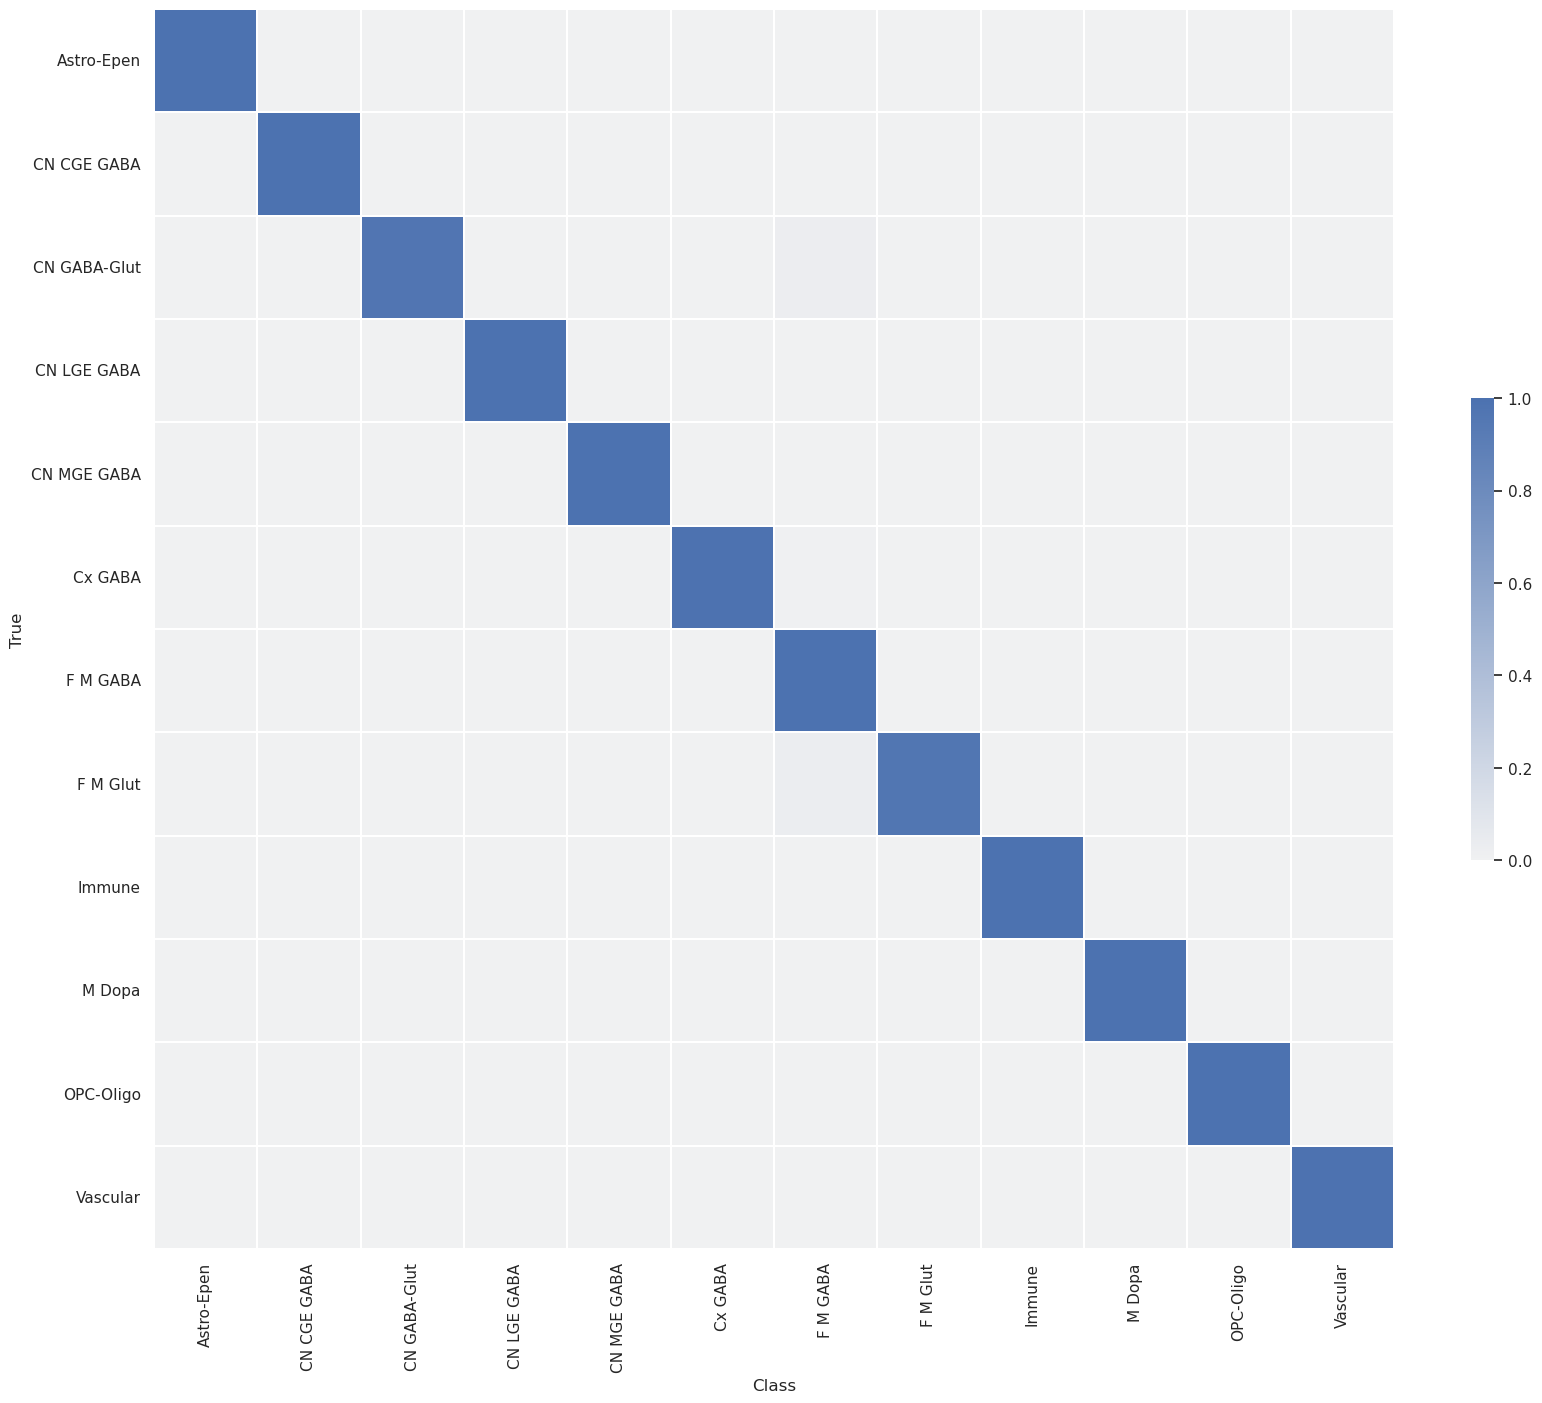 Astro-Epen
CN CGE GABA
CN GABA-Glut
CN LGE GABA
CN MGE GABA
Cx GABA
F M GABA
F M Glut
Immune
M Dopa
OPC-Oligo
Vascular
True
1.0
0.8
0.6
0.4
0.2
0.0
Astro-Epen
CN CGE GABA
CN GABA-Glut
CN LGE GABA
CN MGE GABA
Cx GABA
F M GABA
F M Glut
Immune
M Dopa
OPC-Oligo
Vascular
Class